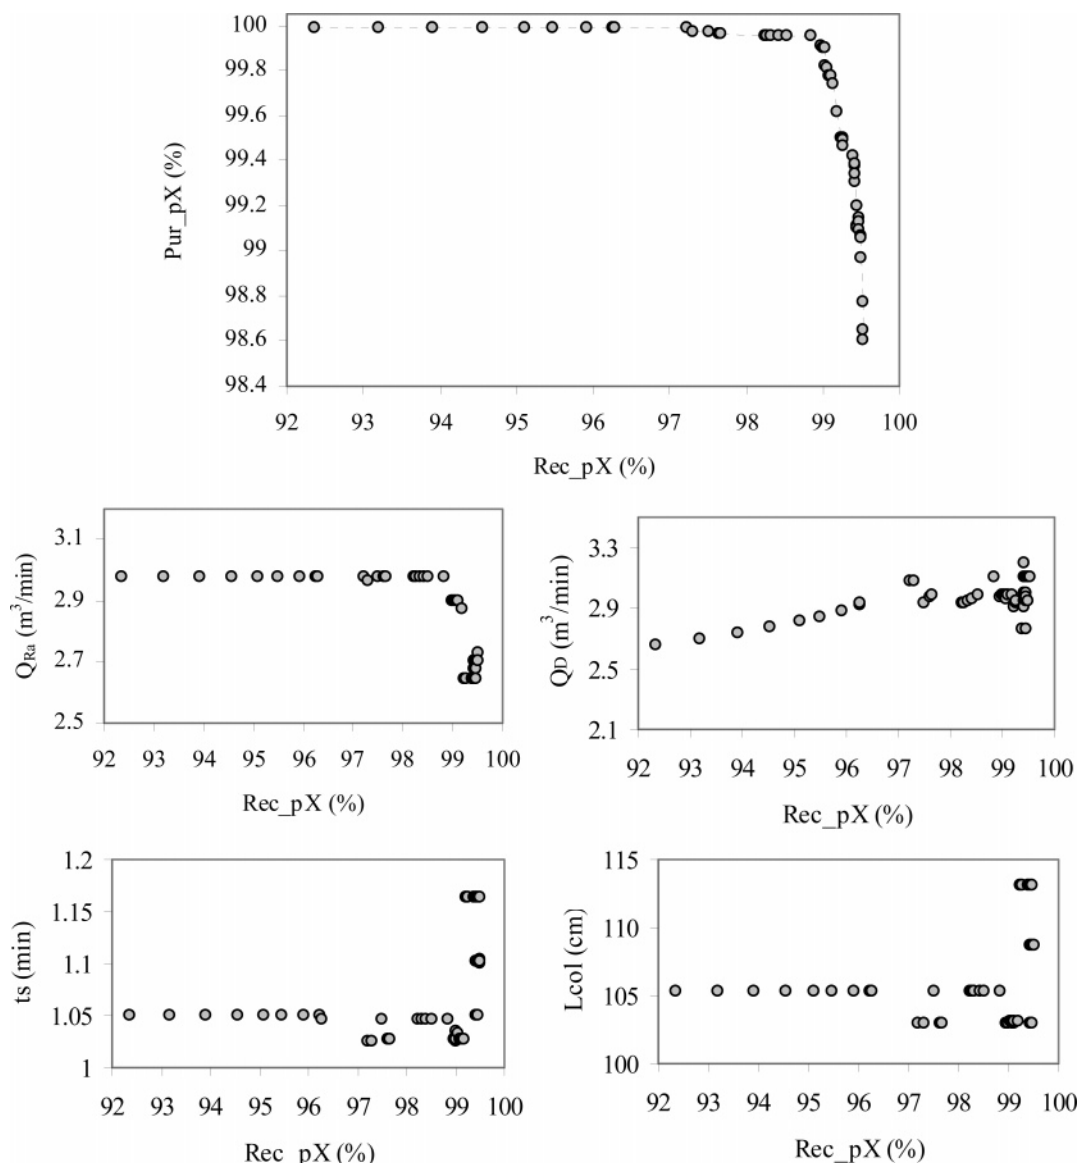 100
99.8
99.6
99.4
99.2
99
98.8
98.6
98.4
Pur_pX (%)
92 93 94 95 96 97 98 99 100
Rec_pX (%)
3.1
2.9
2.7
2.5
Q_Ra (m³/min)
92 93 94 95 96 97 98 99 100
Rec_pX (%)
3.3
2.9
2.5
2.1
Q_D (m³/min)
92 93 94 95 96 97 98 99 100
Rec_pX (%)
1.2
1.15
1.1
1.05
1
ts (min)
92 93 94 95 96 97 98 99 100
Rec_pX (%)
115
110
105
100
Lcol (cm)
92 93 94 95 96 97 98 99 100
Rec_pX (%)